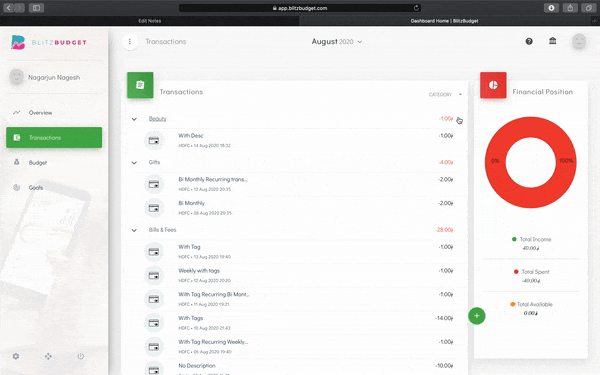 app.blitzbudget.com
Edit Notes
Dashboard Home | BlitzBudget
BLITZBUDGET
Transactions
August 2020
Nagarjun Nagesh
Overview
Transactions
Budget
Goals
Transactions
CATEGORY
Beauty
-1.00
With Desc
-1.00
HDFC • 14 Aug 2020 18:32
Gifts
-4.00
Bi Monthly Recurring trans...
-2.00
HDFC • 13 Aug 2020 20:35
Bi Monthly
-2.00
HDFC • 08 Aug 2020 20:35
Bills & Fees
-28.00
With Tag
-1.00
HDFC • 13 Aug 2020 19:40
Weekly with tags
-1.00
HDFC • 12 Aug 2020 20:20
With Tag Recurring Bi Mont...
-1.00
HDFC • 11 Aug 2020 19:21
With Tags
-14.00
HDFC • 10 Aug 2020 21:43
With Tag Recurring Weekly...
-1.00
HDFC • 06 Aug 2020 19:40
No Description
-10.00
Financial Position
0%
100%
Total Income
40.00
Total Spent
-40.00
Total Available
0.00